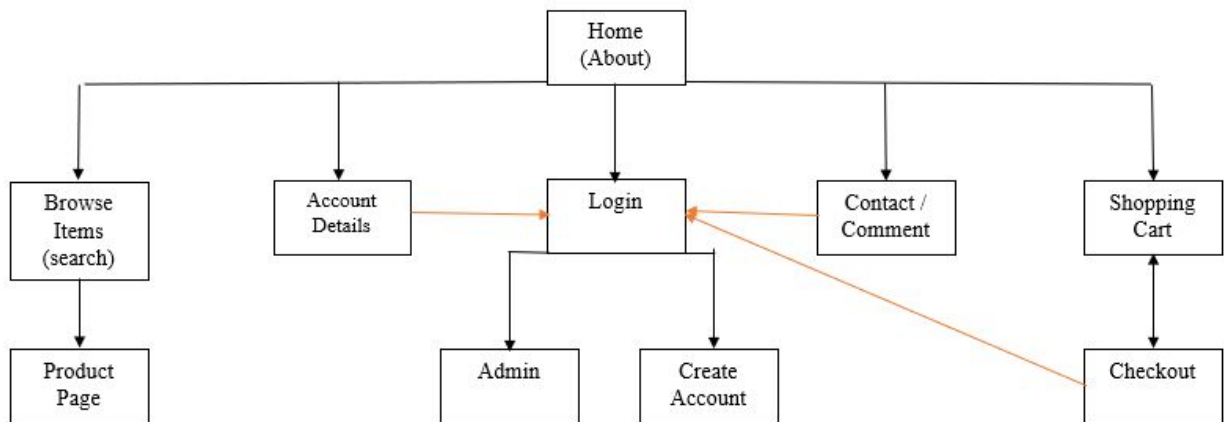 Home
(About)
Browse
Items
(search)
Account
Details
Login
Contact /
Comment
Shopping
Cart
Product
Page
Admin
Create
Account
Checkout